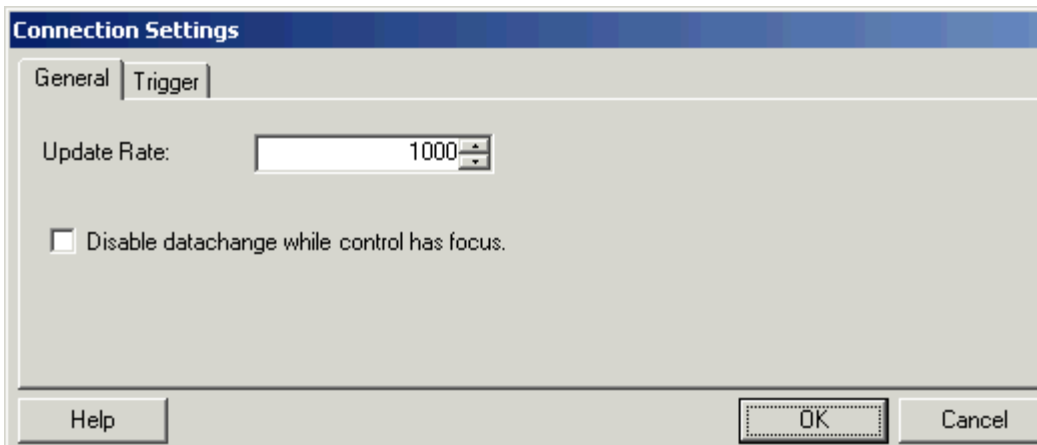 Connection Settings
General Trigger
Update Rate: 1000
Disable datachange while control has focus.
Help OK Cancel